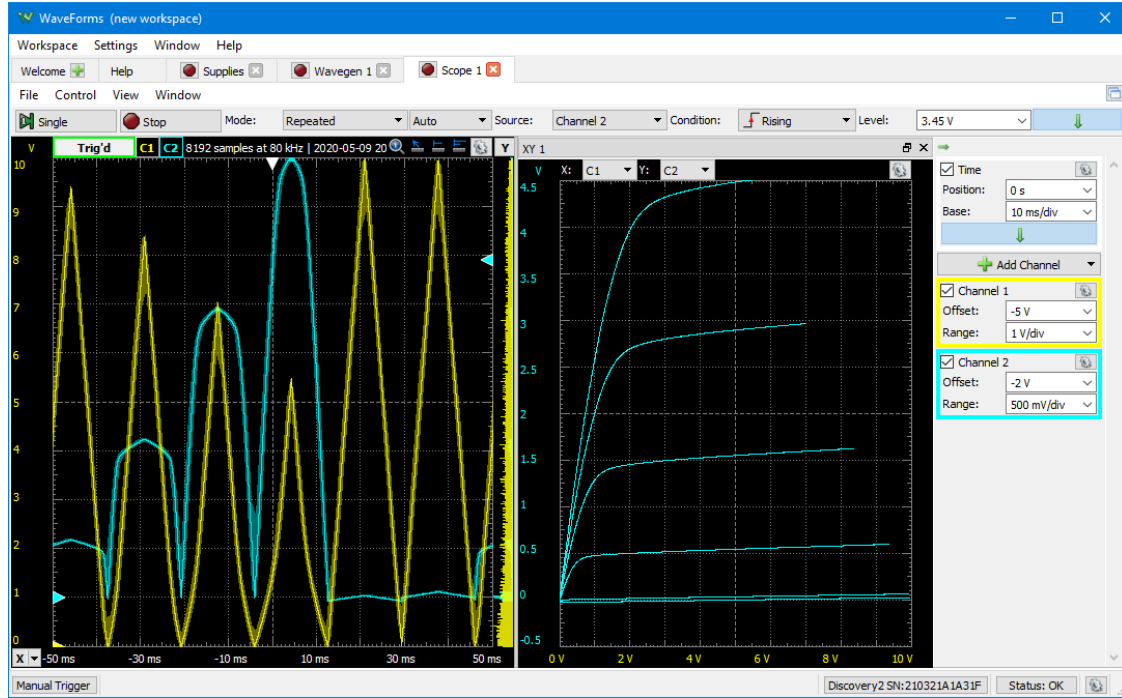 WaveForms (new workspace)
Workspace Settings Window Help
Welcome Help Supplies Wavegen 1 Scope 1
File Control View Window
Single Stop Mode: Repeated Auto Source: Channel 2 Condition: Rising Level: 3.45 V
V Trig'd C1 C2 8192 samples at 80 kHz | 2020-05-09 20 Y
XY 1
V X: C1 Y: C2
10
9
8
7
6
5
4
3
2
1
0
X -50 ms -30 ms -10 ms 10 ms 30 ms 50 ms
4.5
4
3.5
3
2.5
2
1.5
1
0.5
0
-0.5
0 V 2 V 4 V 6 V 8 V 10 V
Time
Position: 0 s
Base: 10 ms/div
Add Channel
Channel 1
Offset: -5 V
Range: 1 V/div
Channel 2
Offset: -2 V
Range: 500 mV/div
Manual Trigger Discovery2 SN:210321A1A31F Status: OK